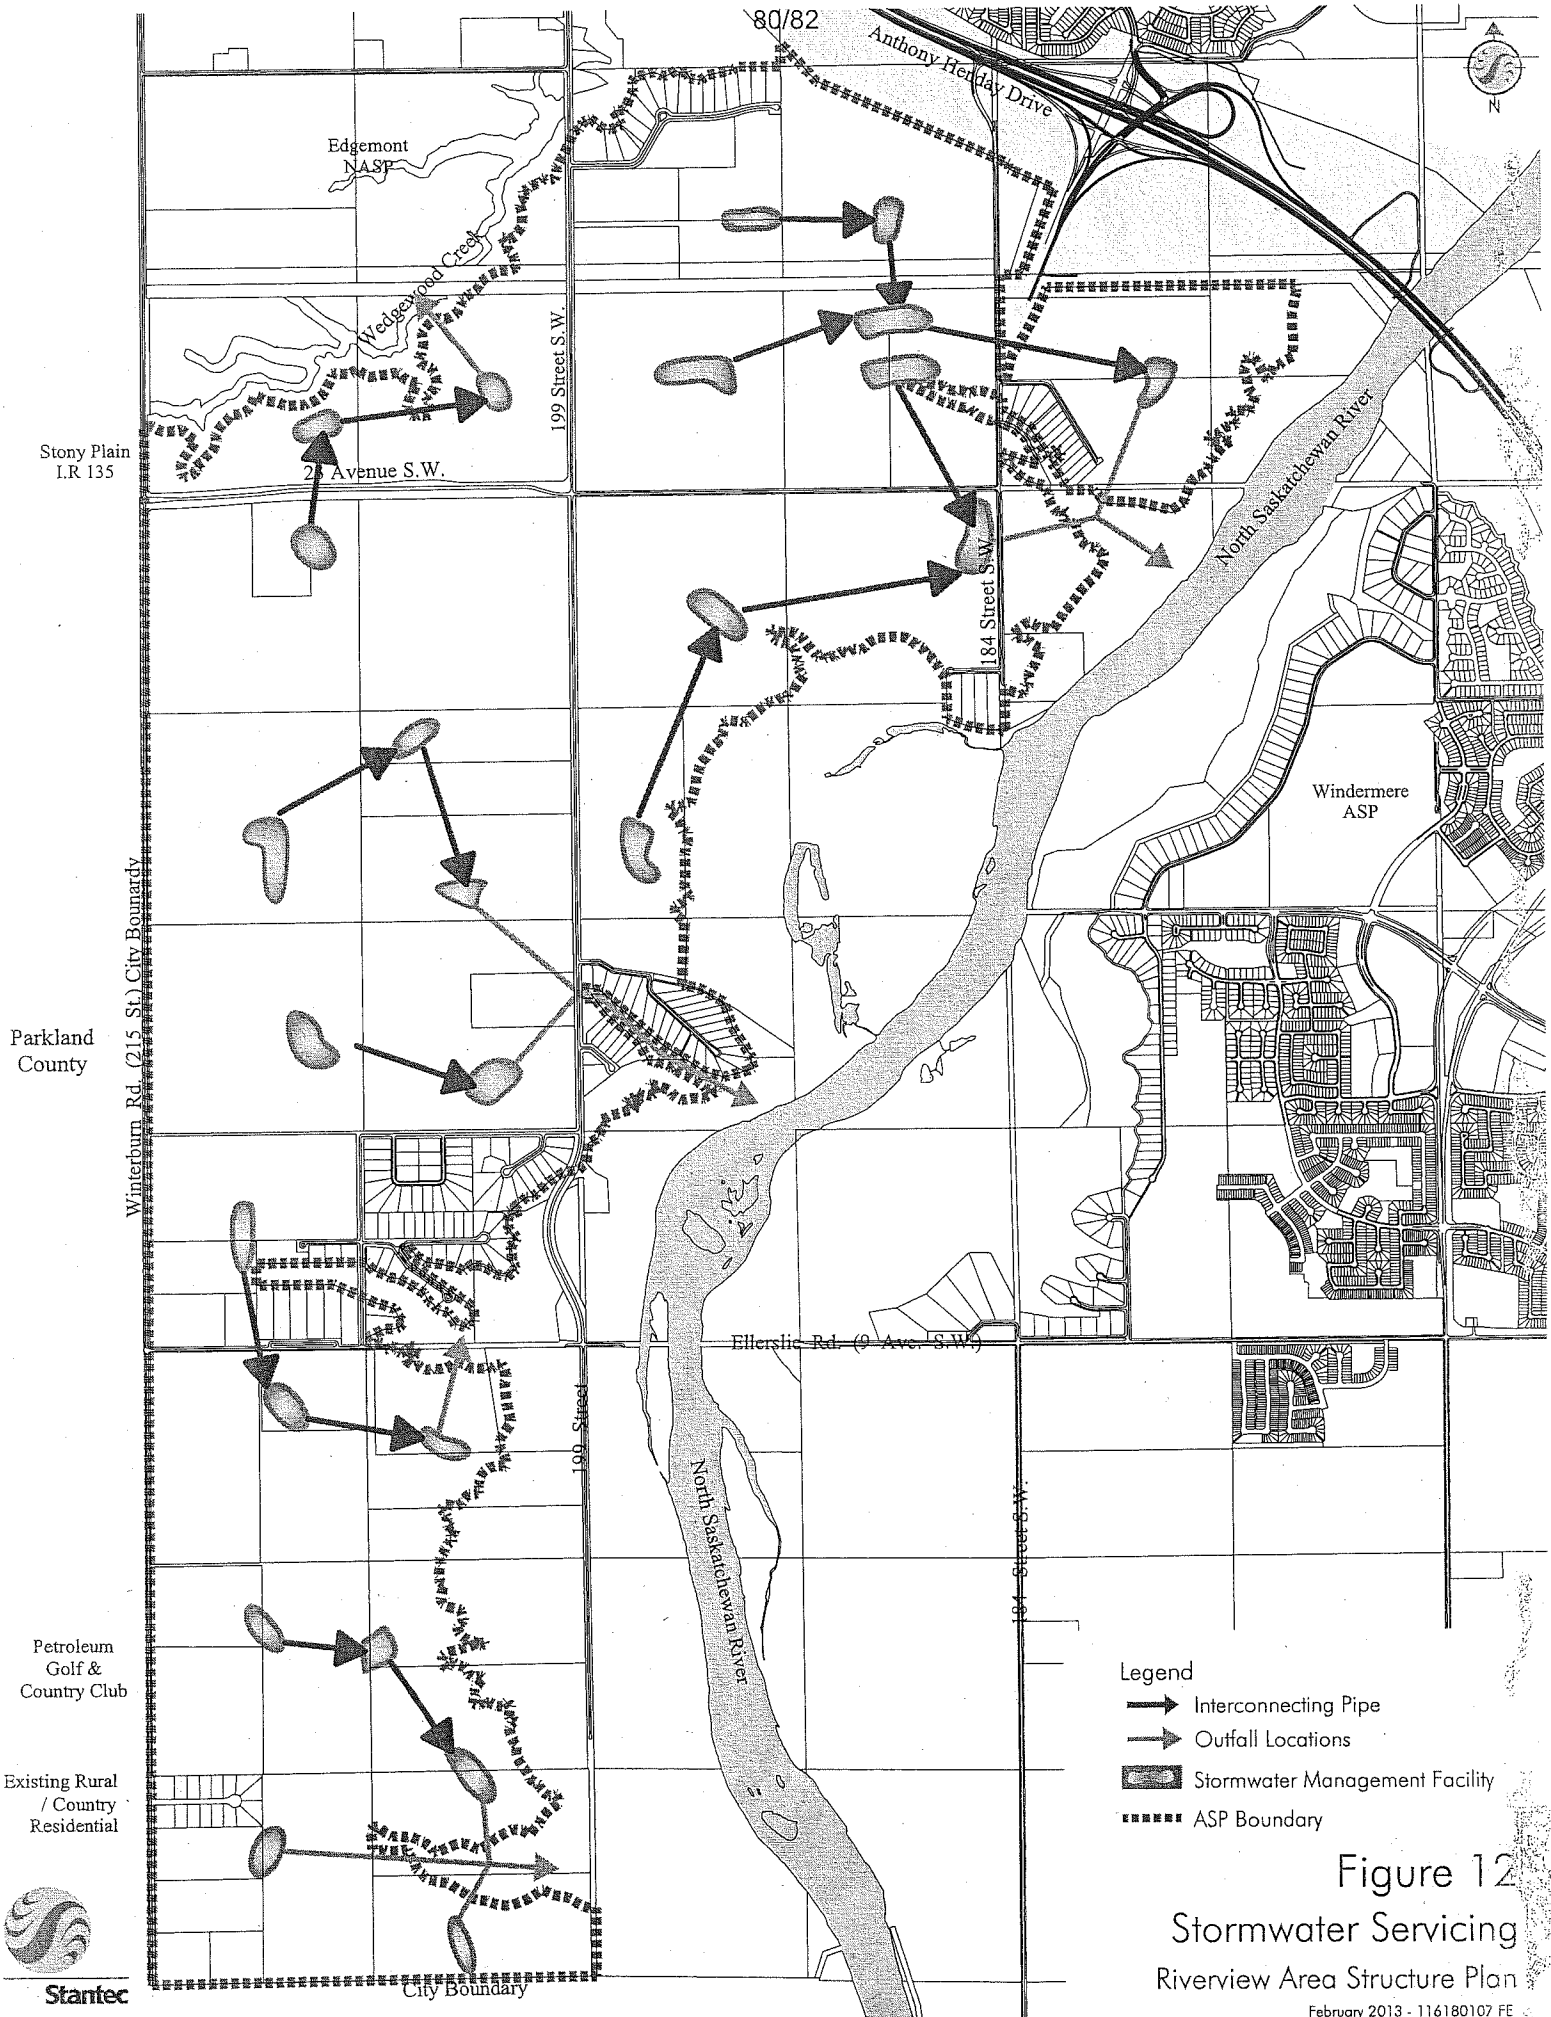 80/82
Anthony Henday Drive
N
Edgemont
NASP
Wedgewood Creek
199 Street S.W.
Stony Plain
I.R 135
23 Avenue S.W.
North Saskatchewan River
184 Street S.W.
Windermere
ASP
Winterburn Rd. (215 St.) City Bounardy
Parkland
County
Ellerslie Rd. (9 Ave. S.W.)
199 Street
North Saskatchewan River
184 Street S.W.
Petroleum
Golf &
Country Club
Existing Rural
/ Country
Residential
Legend
Interconnecting Pipe
Outfall Locations
Stormwater Management Facility
ASP Boundary
Figure 12
Stormwater Servicing
Riverview Area Structure Plan
February 2013 - 116180107 FE
Stantec
City Boundary